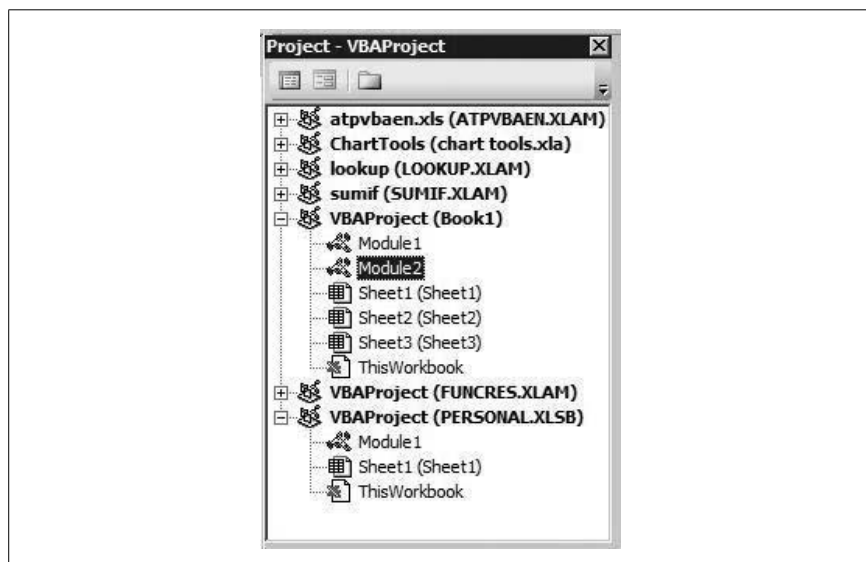 Project - VBAProject
atpvbaen.xls (ATPVBAEN.XLAM)
ChartTools (chart tools.xla)
lookup (LOOKUP.XLAM)
sumif (SUMIF.XLAM)
VBAProject (Book1)
Module1
Module2
Sheet1 (Sheet1)
Sheet2 (Sheet2)
Sheet3 (Sheet3)
ThisWorkbook
VBAProject (FUNCRES.XLAM)
VBAProject (PERSONAL.XLSB)
Module1
Sheet1 (Sheet1)
ThisWorkbook